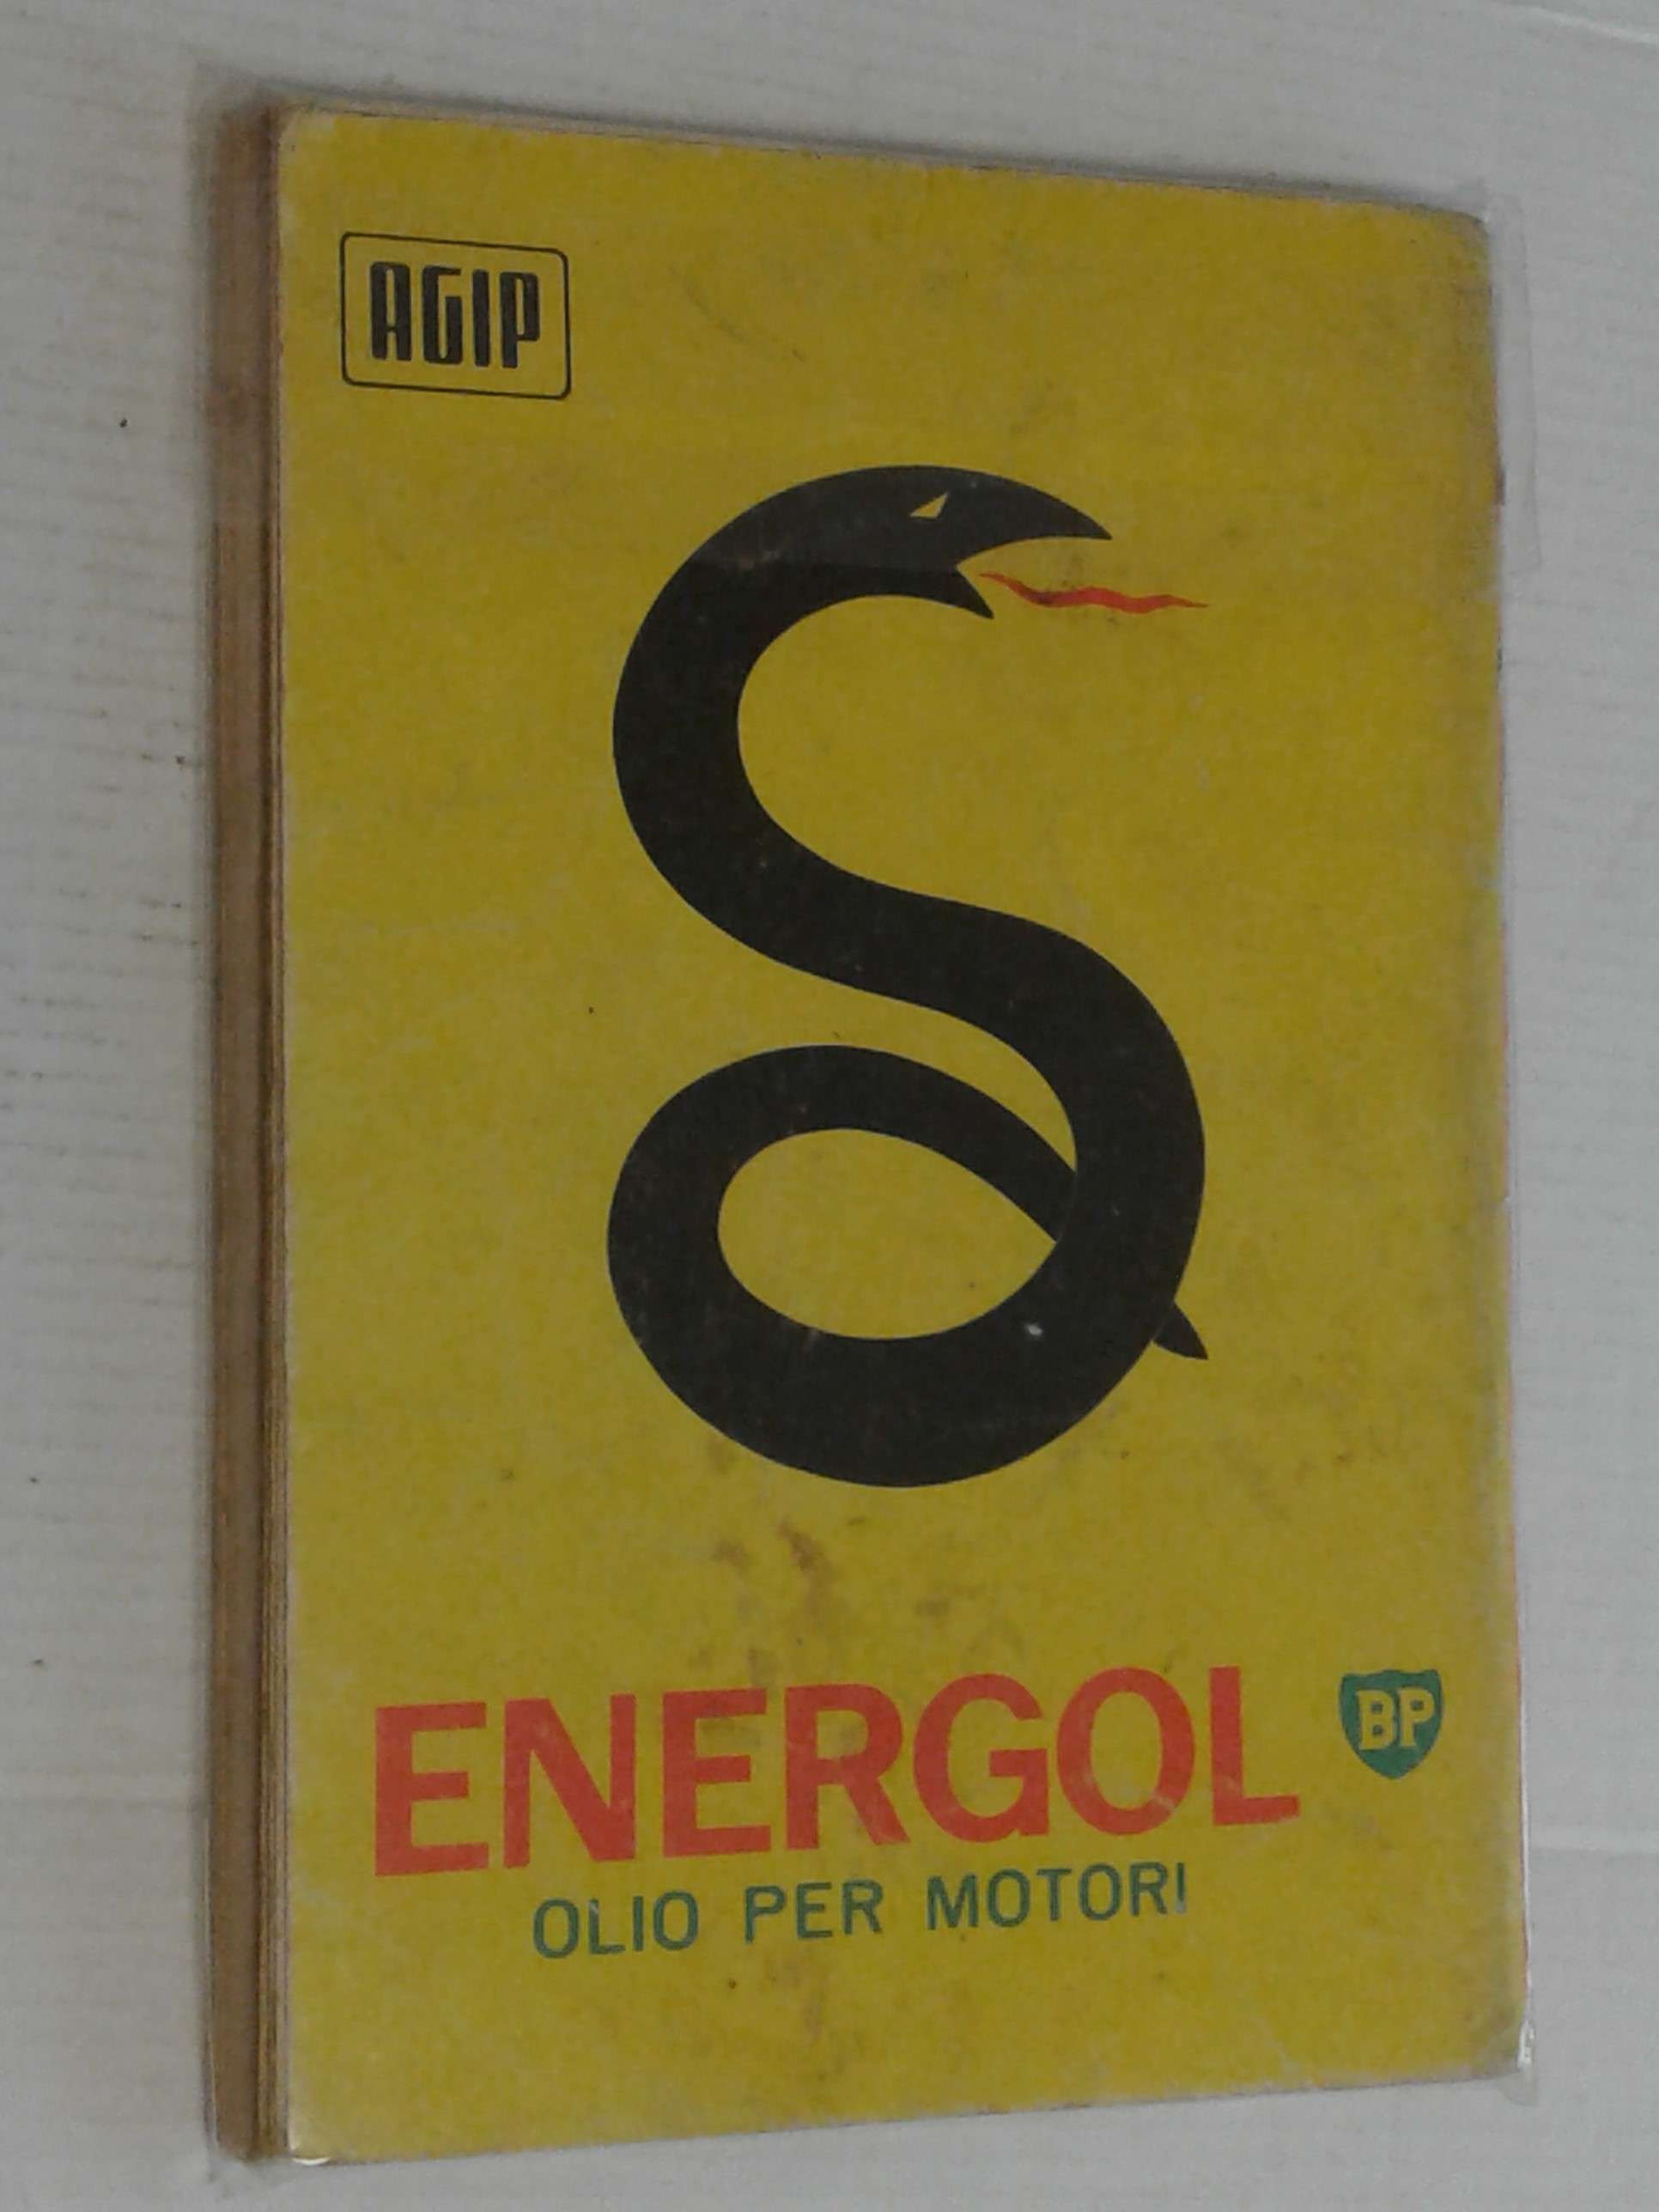 AGIP
ENERGOL
BP
OLIO PER MOTORI